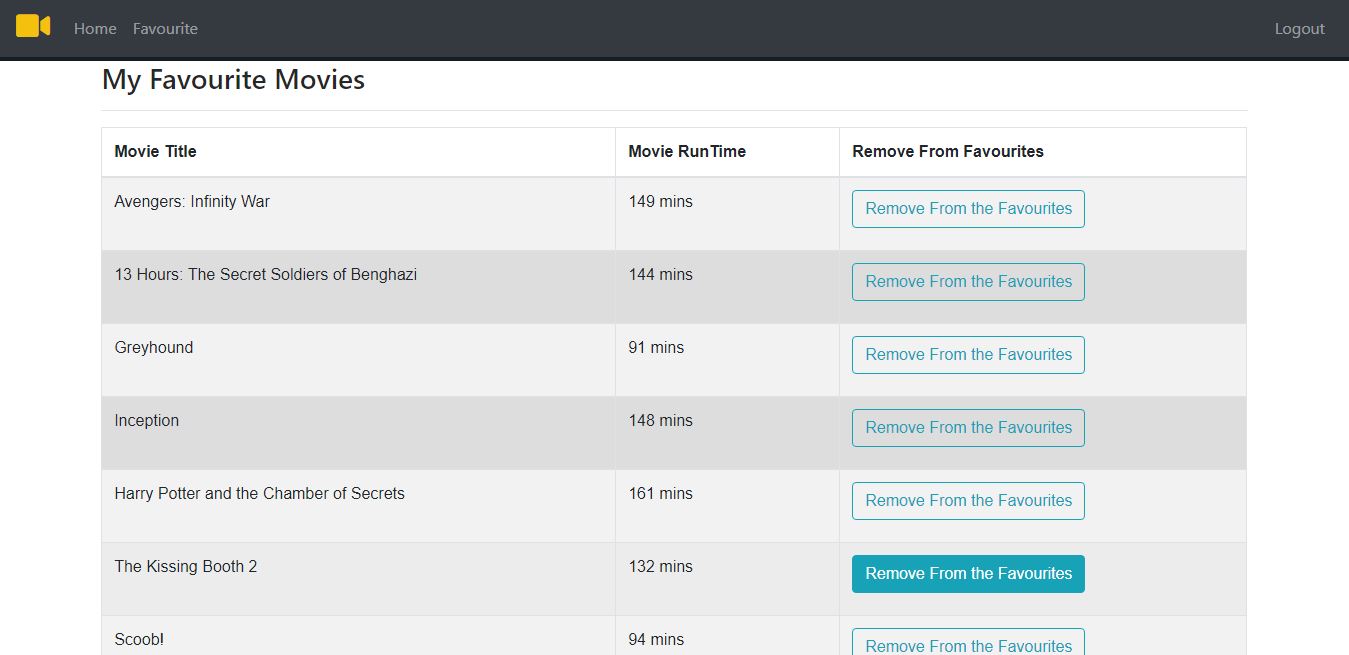 Home Favourite Logout
My Favourite Movies
Movie Title Movie RunTime Remove From Favourites
Avengers: Infinity War 149 mins Remove From the Favourites
13 Hours: The Secret Soldiers of Benghazi 144 mins Remove From the Favourites
Greyhound 91 mins Remove From the Favourites
Inception 148 mins Remove From the Favourites
Harry Potter and the Chamber of Secrets 161 mins Remove From the Favourites
The Kissing Booth 2 132 mins Remove From the Favourites
Scoob! 94 mins Remove From the Favourites